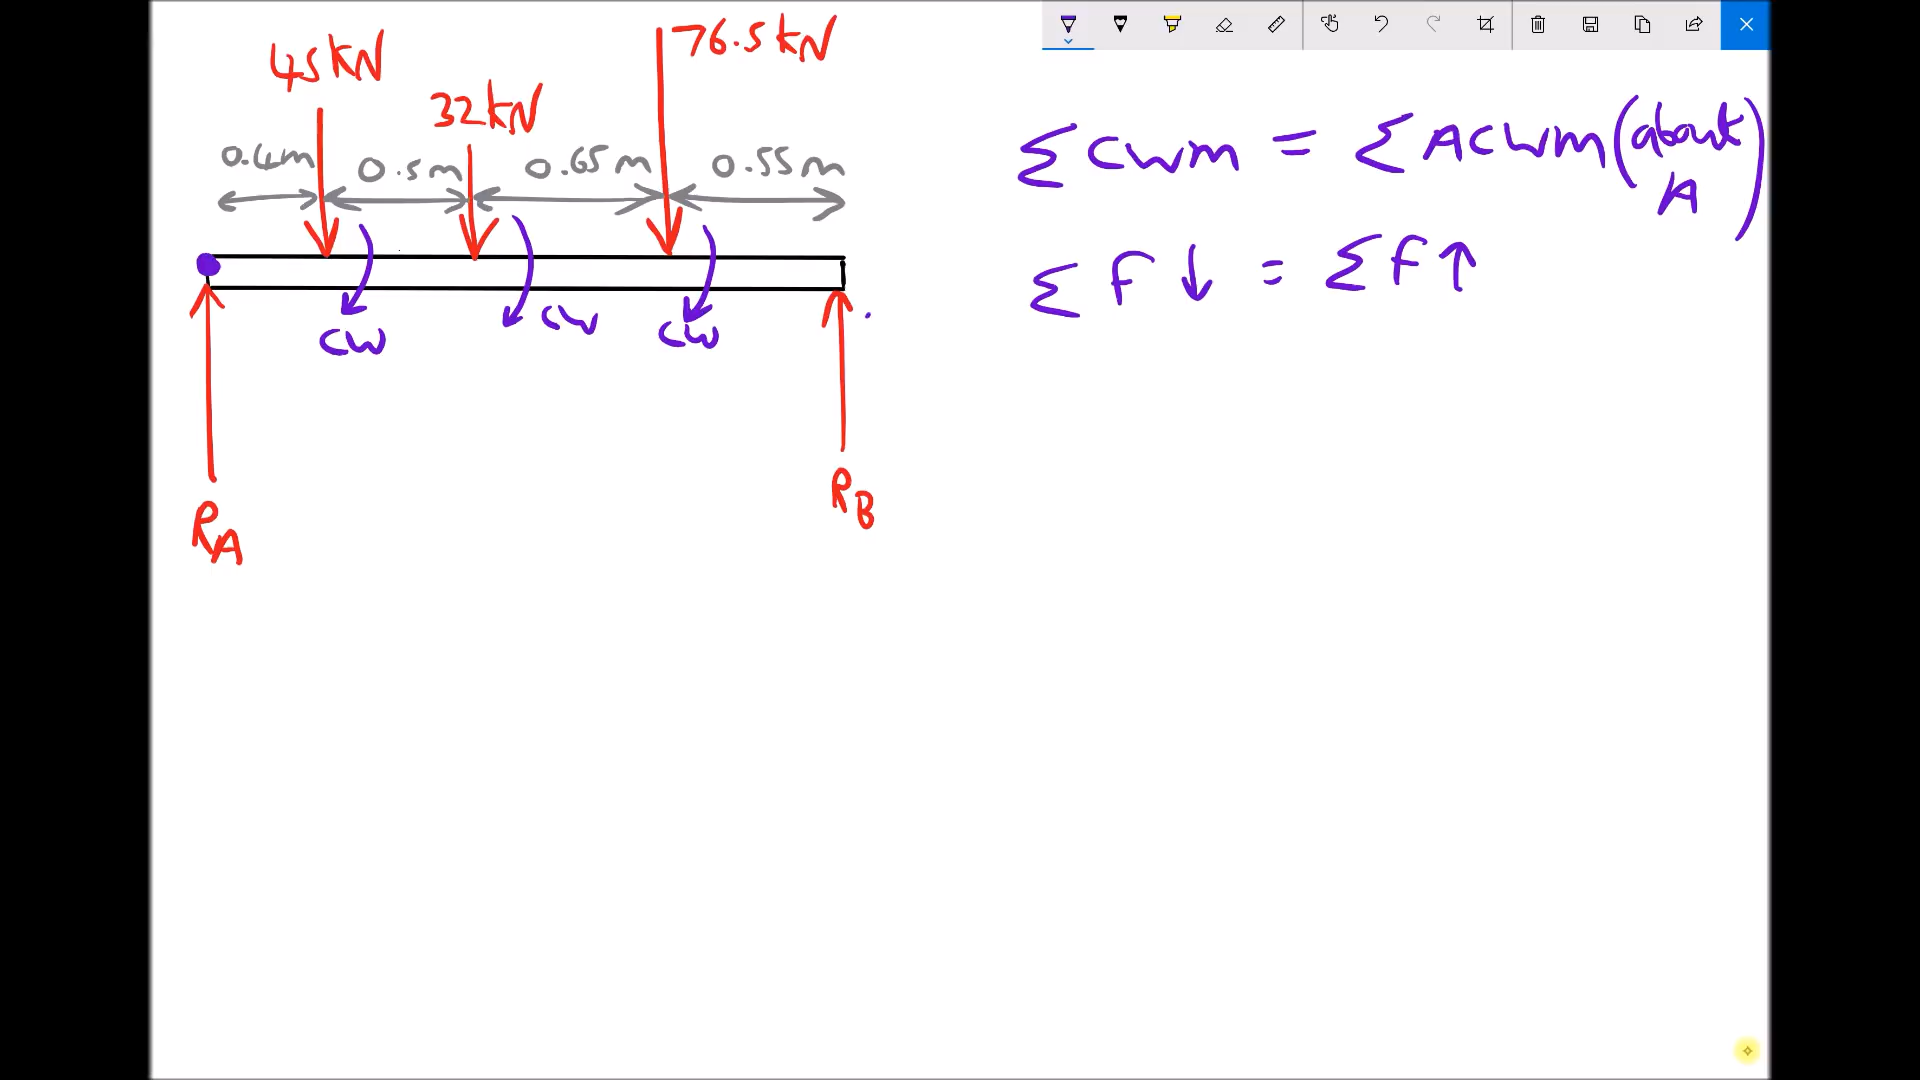 45kN
32kN
76.5kN
0.4m
0.5m
0.65m
0.55m
cw
cw
cw
RA
RB
ΣCWM = ΣACWM (about A)
ΣF↓ = ΣF↑